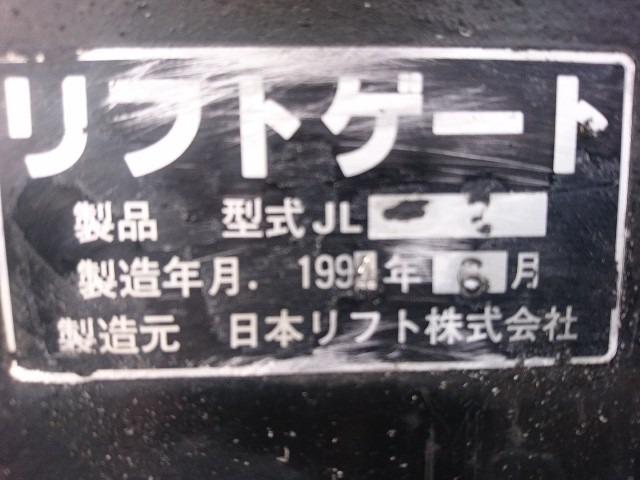 リフトゲート
製品 型式JL
製造年月. 199 年 6月
製造元 日本リフト株式会社